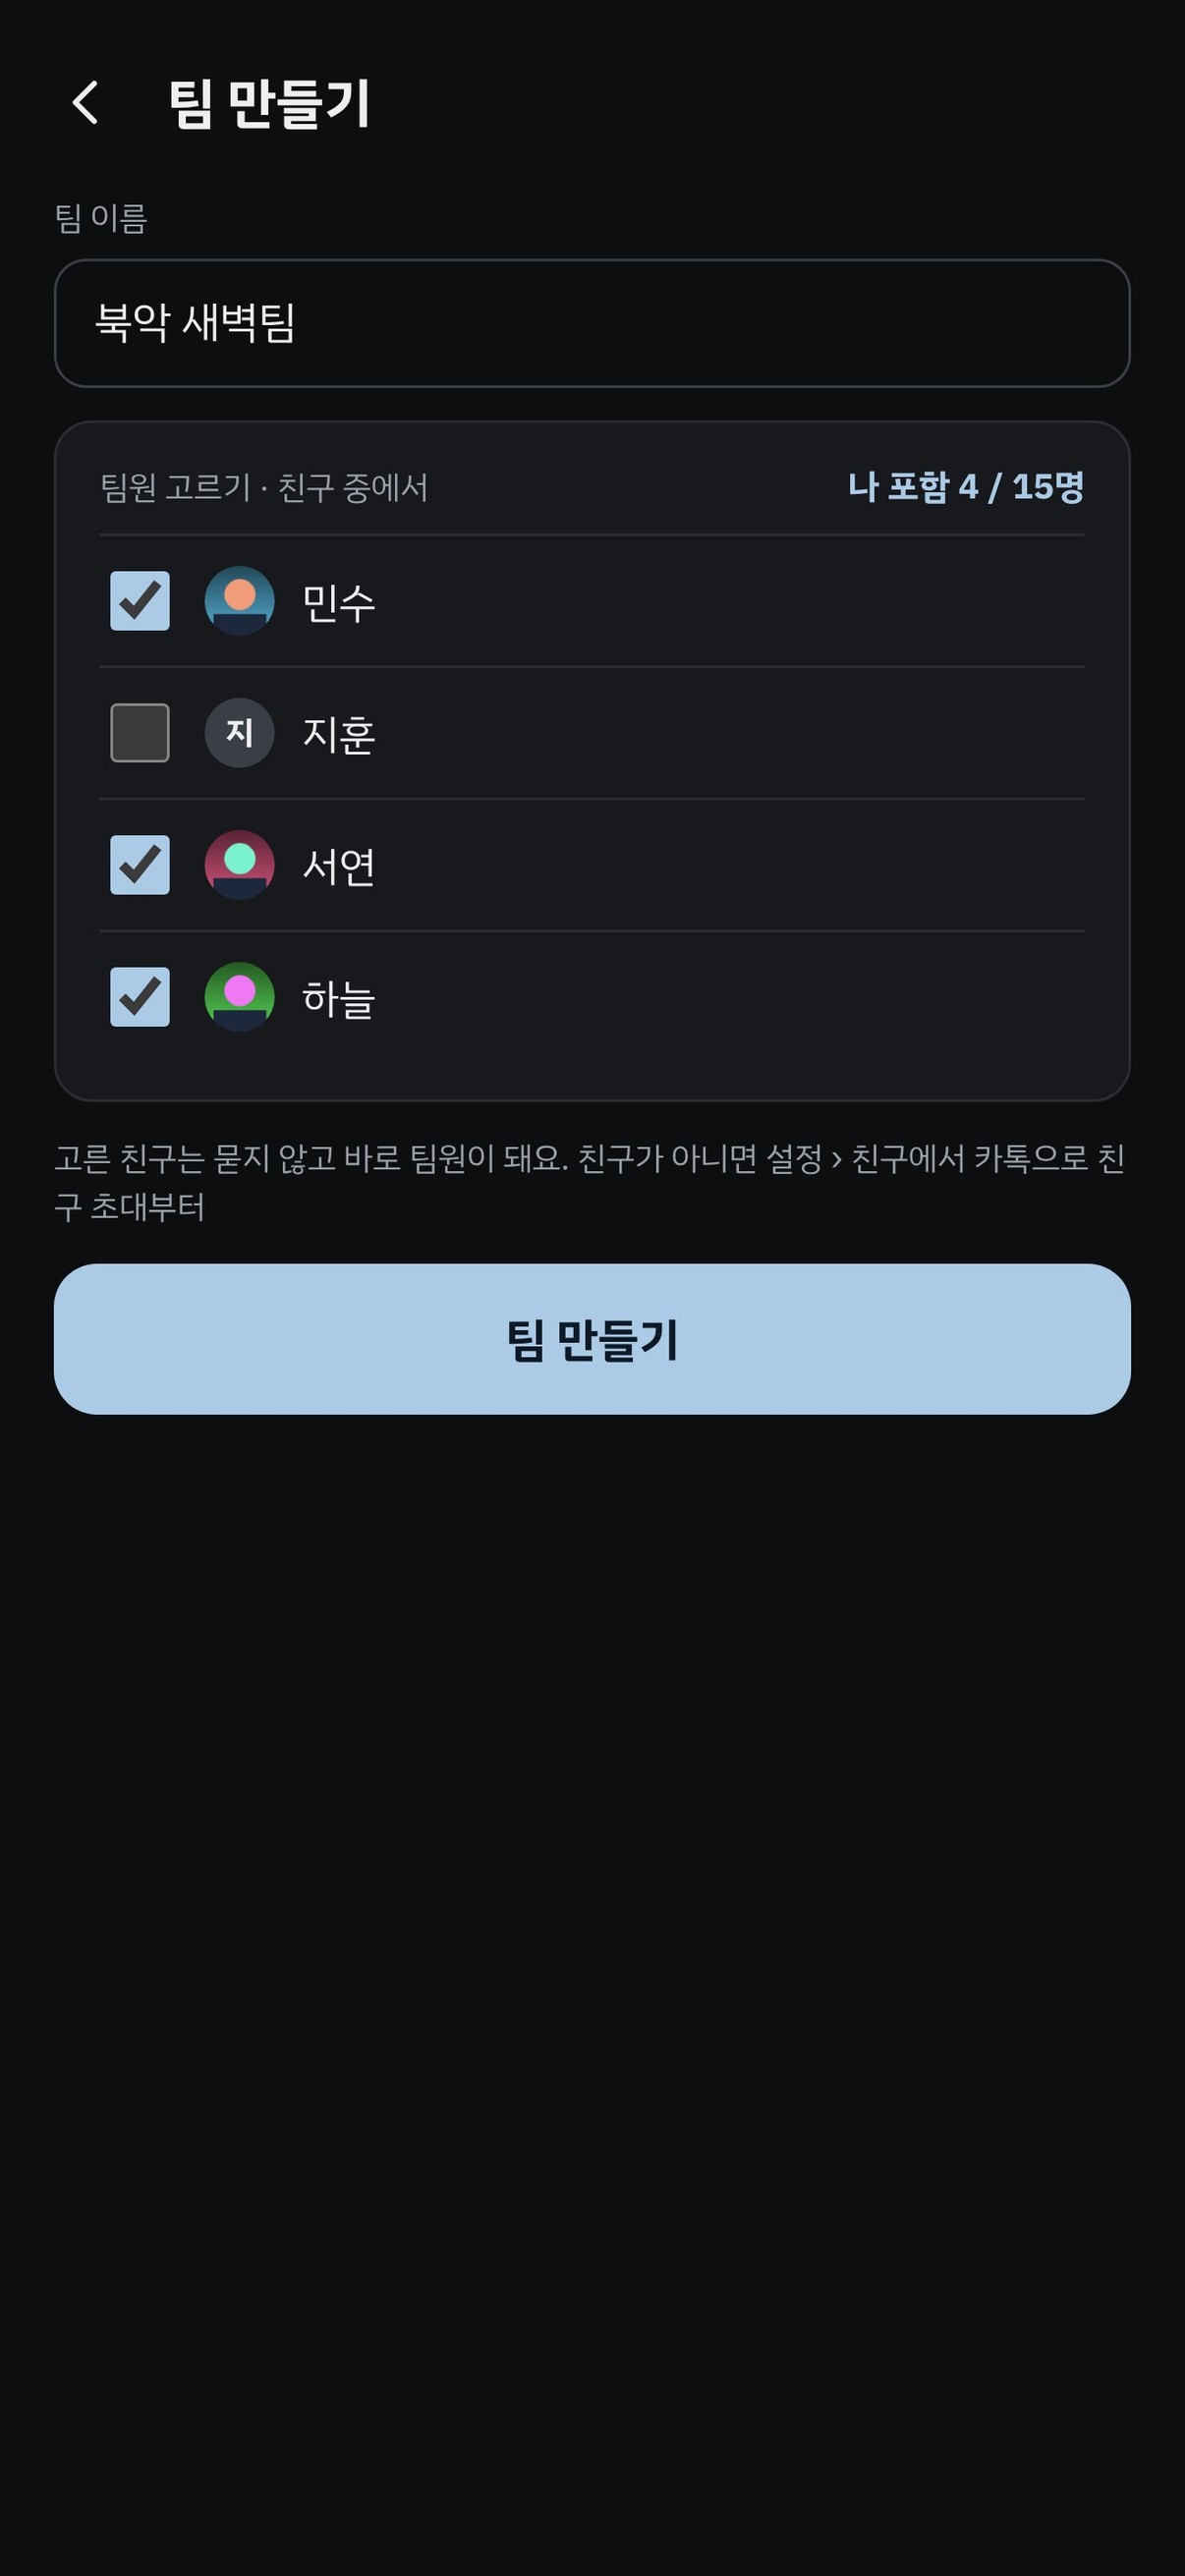 팀 만들기
팀 이름
북악 새벽팀
팀원 고르기 · 친구 중에서
나 포함 4 / 15명
민수
지 지훈
서연
하늘
고른 친구는 묻지 않고 바로 팀원이 돼요. 친구가 아니면 설정 › 친구에서 카톡으로 친
구 초대부터
팀 만들기